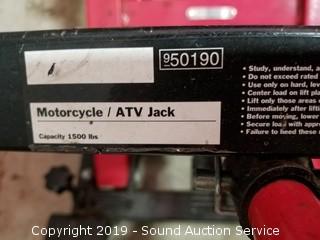 950190
Motorcycle / ATV Jack
Capacity 1500 lbs
• Study, understand,
• Do not exceed rated
• Use only on hard, lev
• Center load on lift pla
• Lift only those areas
• Immediately after lifti
• Before moving, lower
• Secure load with appr
• Failure to heed these
Copyright 2019 - Sound Auction Service